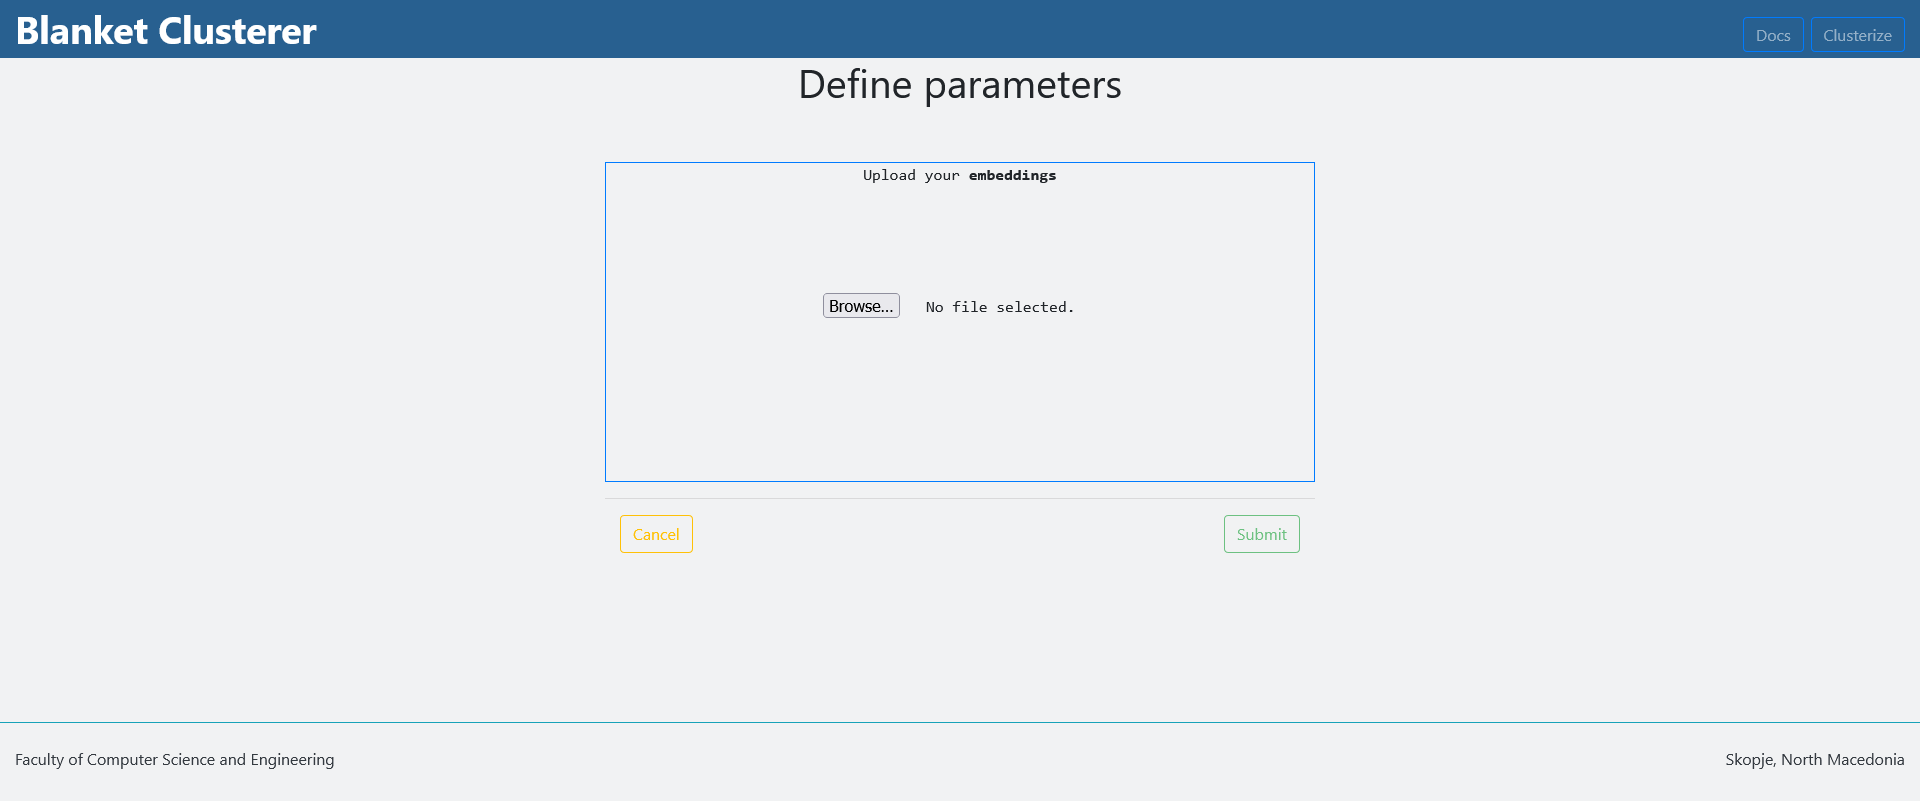 Blanket Clusterer
Docs
Clusterize
Define parameters
Upload your embeddings
Browse...
No file selected.
Cancel
Submit
Faculty of Computer Science and Engineering
Skopje, North Macedonia